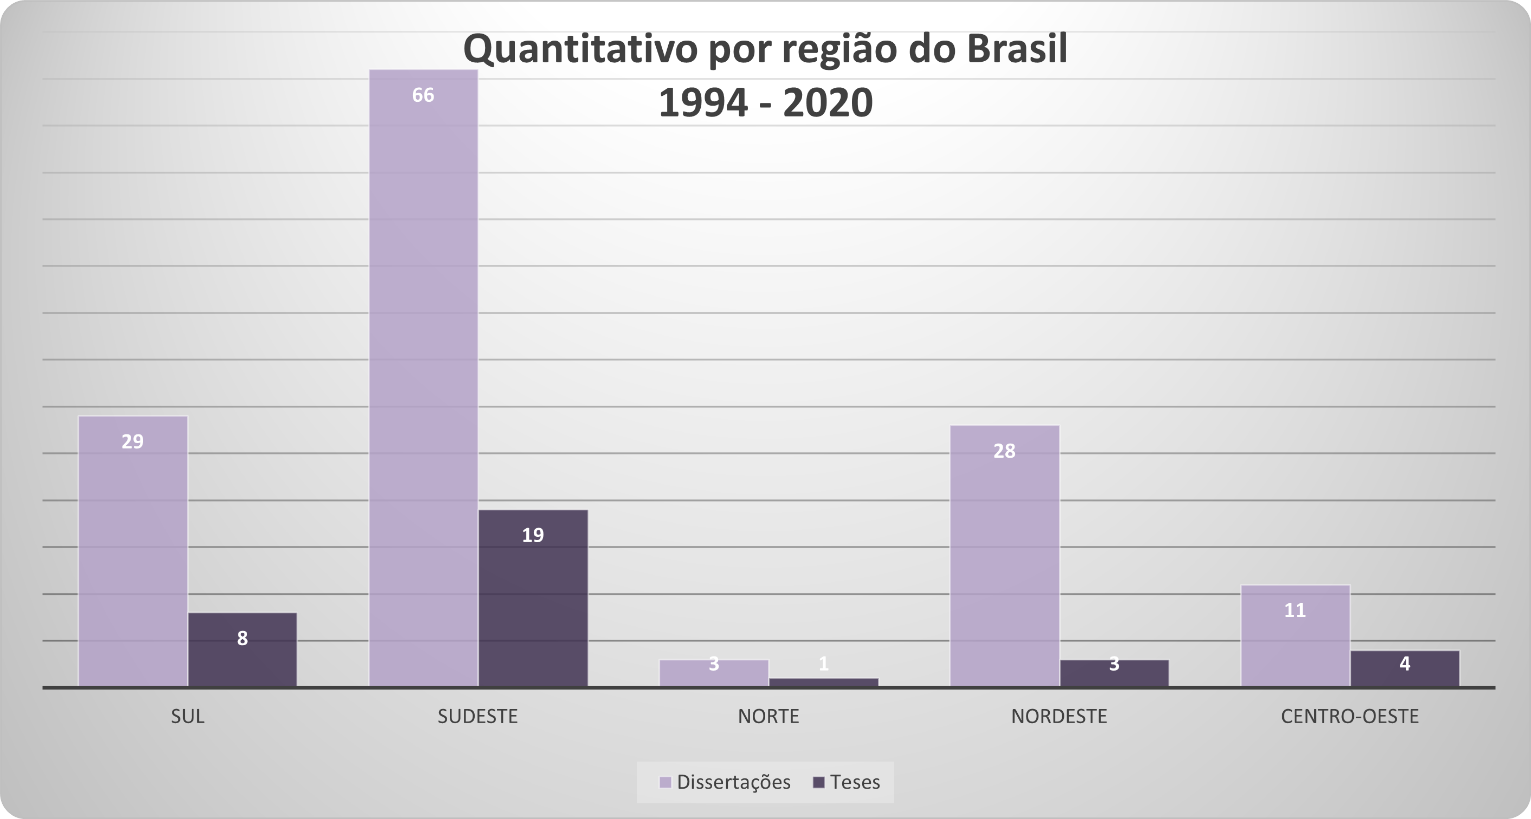 Quantitativo por região do Brasil
1994 - 2020
66
29
28
19
11
8
3
1
3
4
SUL
SUDESTE
NORTE
NORDESTE
CENTRO-OESTE
Dissertações
Teses